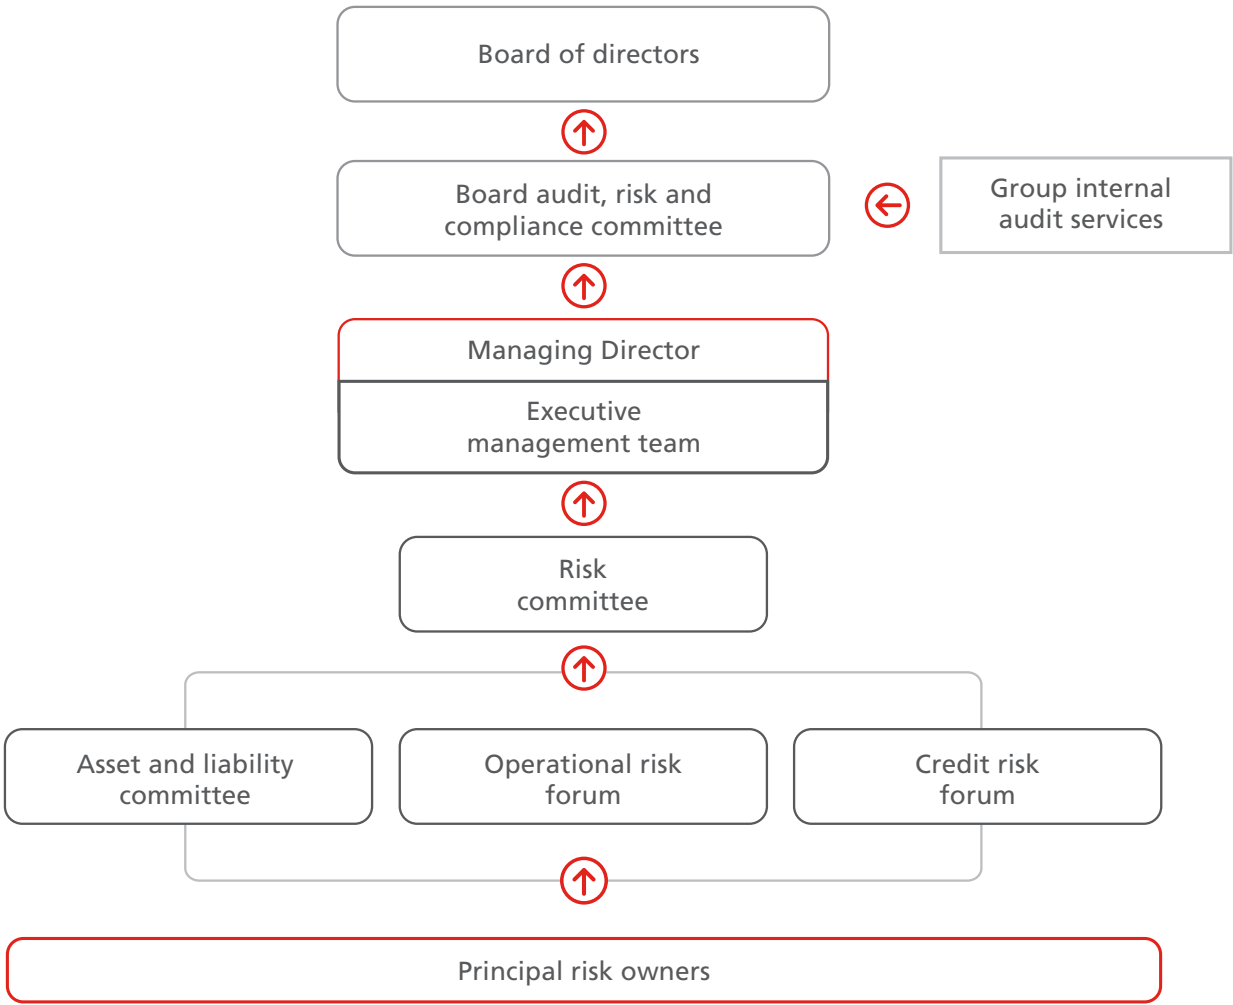 Board of directors
Board audit, risk and
compliance committee
Group internal
audit services
Managing Director
Executive
management team
Risk
committee
Asset and liability
committee
Operational risk
forum
Credit risk
forum
Principal risk owners